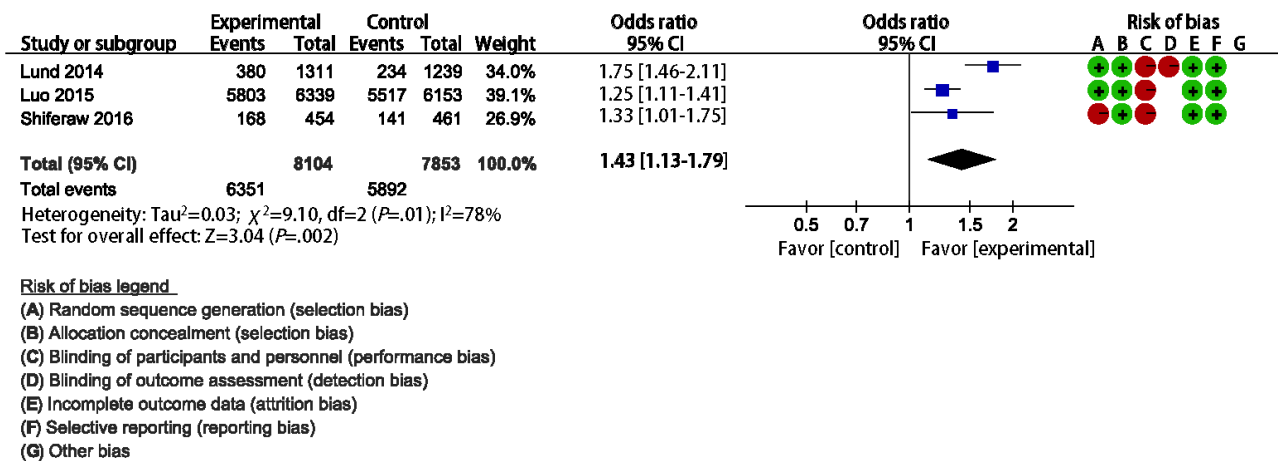 Experimental Control Odds ratio Odds ratio Risk of bias
Study or subgroup Events Total Events Total Weight 95% CI 95% CI A B C D E F G
Lund 2014 380 1311 234 1239 34.0% 1.75 [1.46-2.11]
Luo 2015 5803 6339 5517 6153 39.1% 1.25 [1.11-1.41]
Shiferaw 2016 168 454 141 461 26.9% 1.33 [1.01-1.75]
Total (95% CI) 8104 7853 100.0% 1.43 [1.13-1.79]
Total events 6351 5892
Heterogeneity: Tau²=0.03; χ²=9.10, df=2 (P=.01); I²=78%
Test for overall effect: Z=3.04 (P=.002)
0.5 0.7 1 1.5 2
Favor [control] Favor [experimental]
Risk of bias legend
(A) Random sequence generation (selection bias)
(B) Allocation concealment (selection bias)
(C) Blinding of participants and personnel (performance bias)
(D) Blinding of outcome assessment (detection bias)
(E) Incomplete outcome data (attrition bias)
(F) Selective reporting (reporting bias)
(G) Other bias